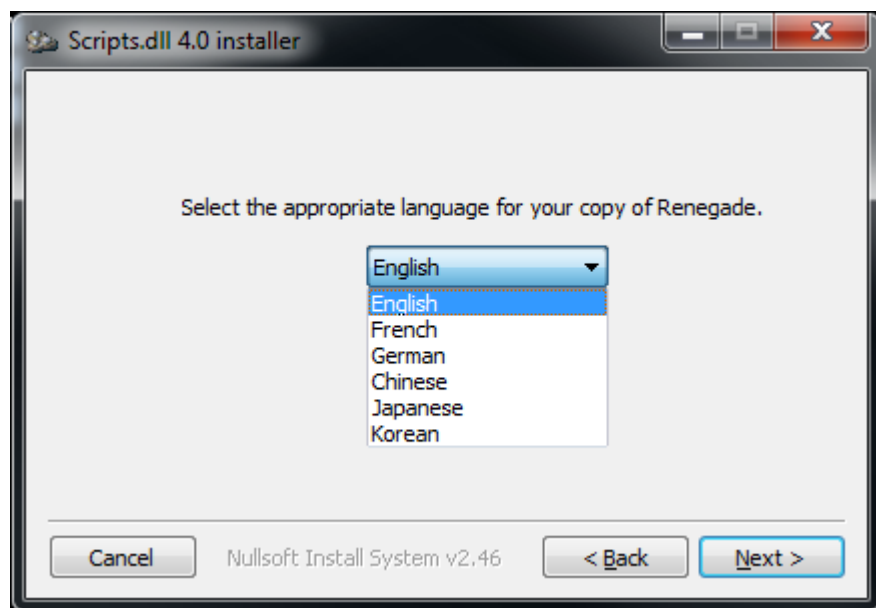 Scripts.dll 4.0 installer
Select the appropriate language for your copy of Renegade.
English
English
French
German
Chinese
Japanese
Korean
Cancel
Nullsoft Install System v2.46
< Back
Next >